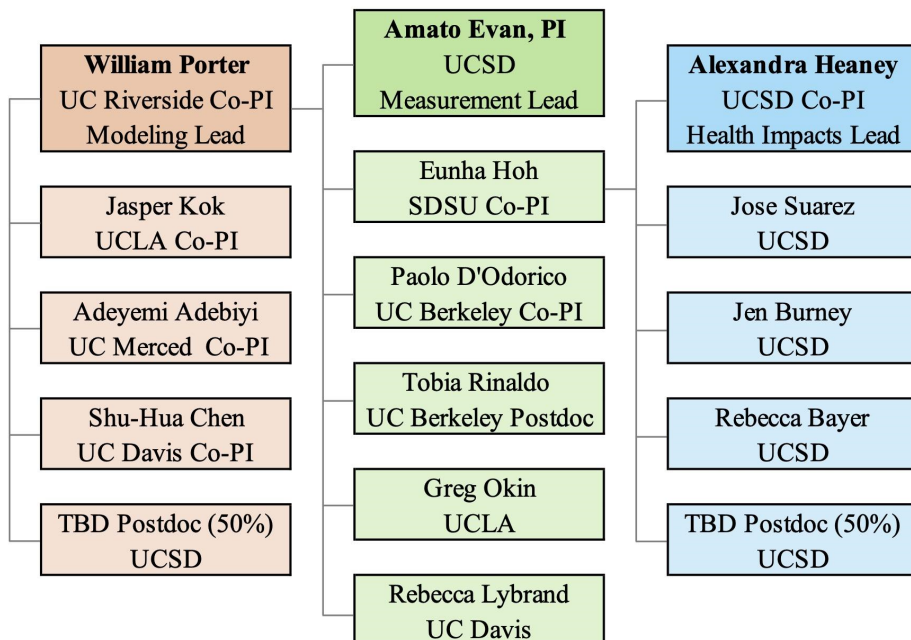 William Porter
UC Riverside Co-PI
Modeling Lead
Jasper Kok
UCLA Co-PI
Adeyemi Adebiyi
UC Merced Co-PI
Shu-Hua Chen
UC Davis Co-PI
TBD Postdoc (50%)
UCSD
Amato Evan, PI
UCSD
Measurement Lead
Eunha Hoh
SDSU Co-PI
Paolo D'Odorico
UC Berkeley Co-PI
Tobia Rinaldo
UC Berkeley Postdoc
Greg Okin
UCLA
Rebecca Lybrand
UC Davis
Alexandra Heaney
UCSD Co-PI
Health Impacts Lead
Jose Suarez
UCSD
Jen Burney
UCSD
Rebecca Bayer
UCSD
TBD Postdoc (50%)
UCSD